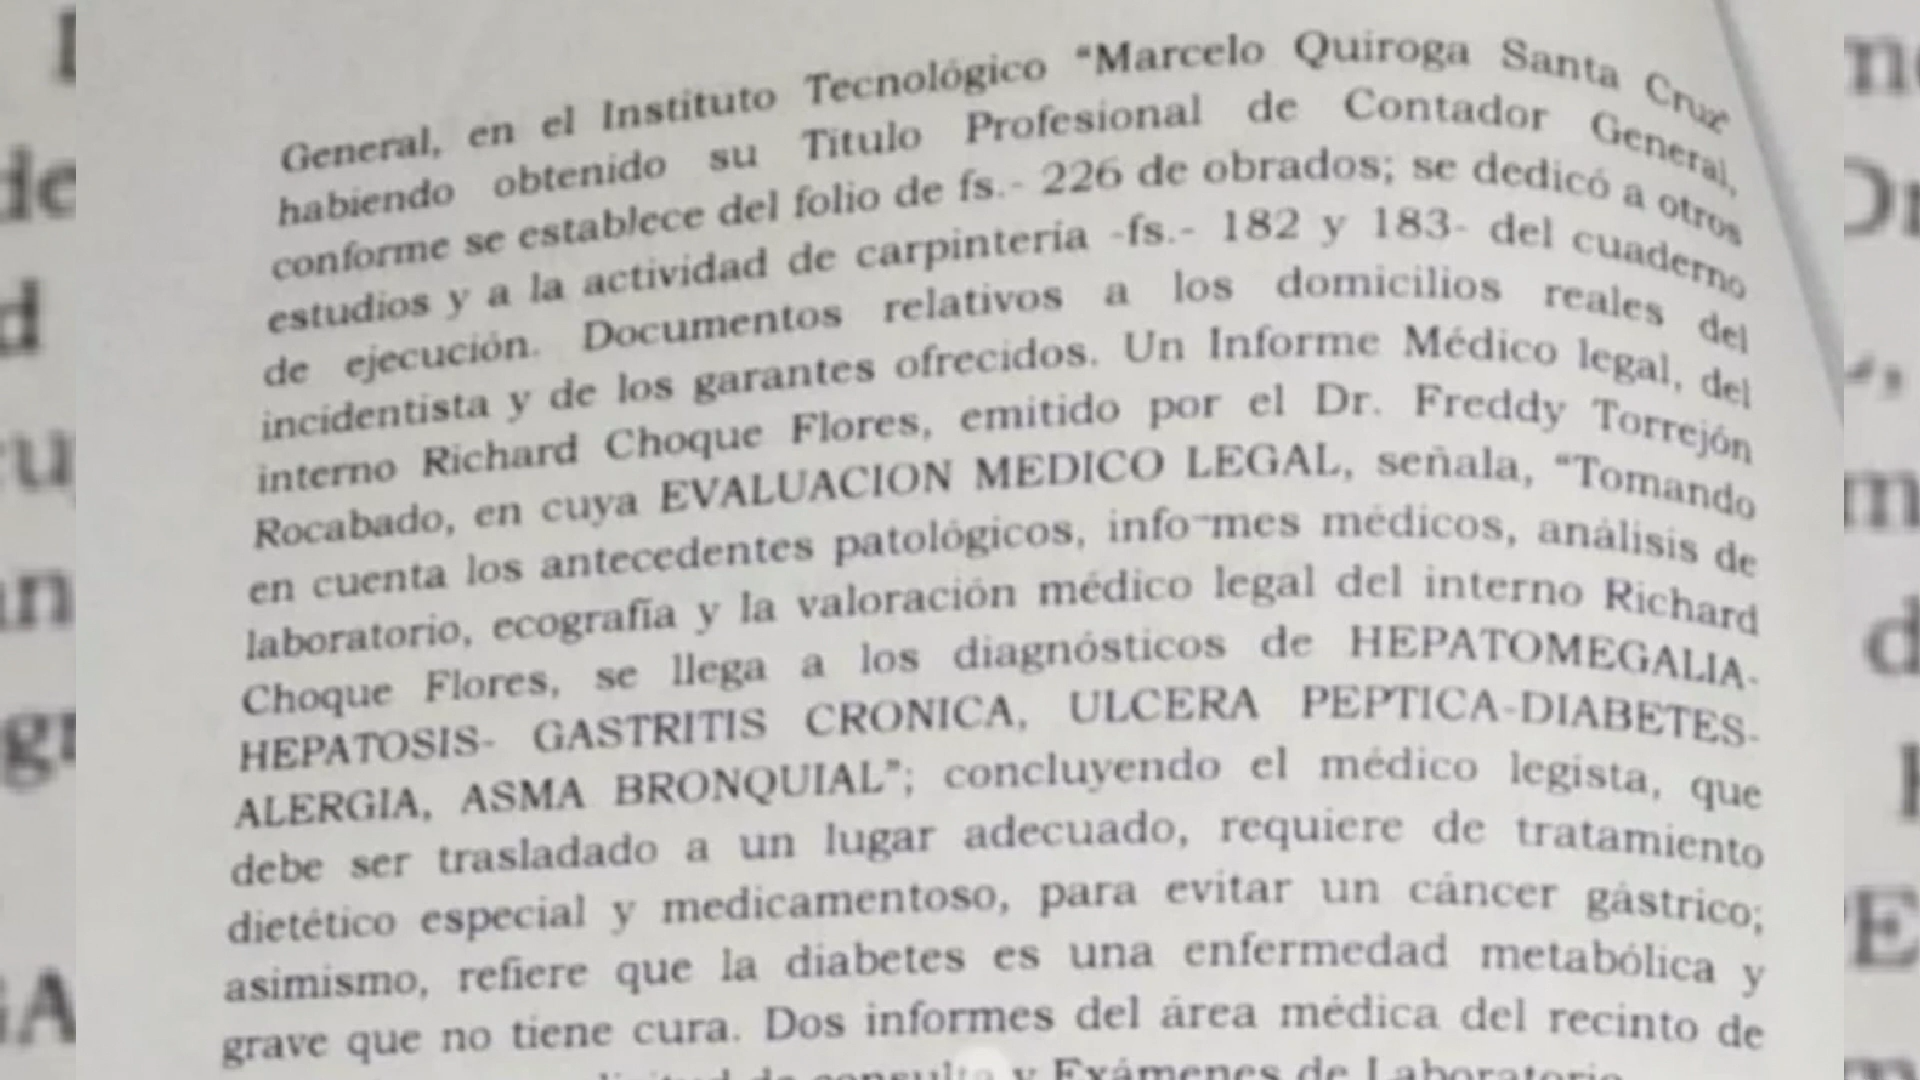 General, en el Instituto Tecnológico “Marcelo Quiroga Santa Cruz
habiendo obtenido su Titulo Profesional de Contador General,
conforme se establece del folio de fs.- 226 de obrados; se dedicó a otros
estudios y a la actividad de carpintería -fs.- 182 y 183- del cuaderno
de ejecución. Documentos relativos a los domicilios reales del
incidentista y de los garantes ofrecidos. Un Informe Médico legal, del
interno Richard Choque Flores, emitido por el Dr. Freddy Torrejón
Rocabado, en cuya EVALUACION MEDICO LEGAL, señala, “Tomando
en cuenta los antecedentes patológicos, informes médicos, análisis de
laboratorio, ecografía y la valoración médico legal del interno Richard
Choque Flores, se llega a los diagnósticos de HEPATOMEGALIA-
HEPATOSIS- GASTRITIS CRONICA, ULCERA PEPTICA-DIABETES-
ALERGIA, ASMA BRONQUIAL”; concluyendo el médico legista, que
debe ser trasladado a un lugar adecuado, requiere de tratamiento
dietético especial y medicamentoso, para evitar un cáncer gástrico;
asimismo, refiere que la diabetes es una enfermedad metabólica y
grave que no tiene cura. Dos informes del área médica del recinto de
de consulta y Exámenes de Laboratorio